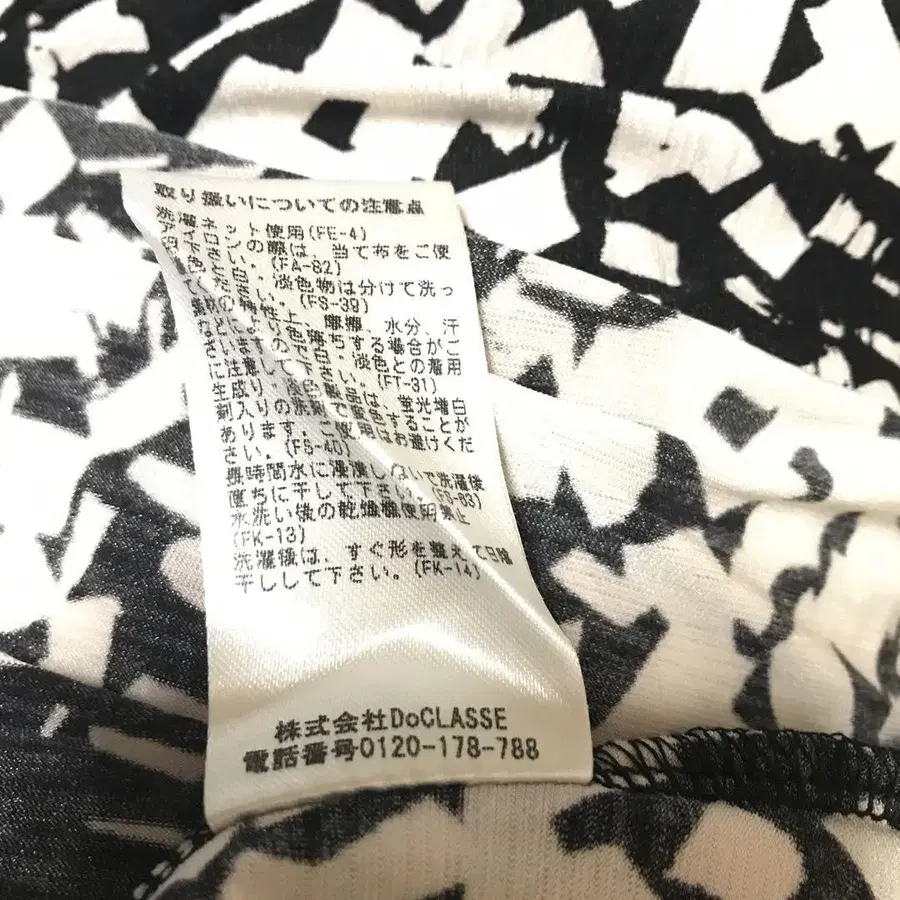 取り扱いについての注意点
洗濯ネット使用(FE-4)
アイロンの際は、当て布をご使
用下さい。(FA-82)
白と淡色物は分けて洗っ
てください。(FS-39)
素材の特性上、摩擦、水分、汗
などにより色落ちする場合がご
ざいますので白・淡色との着用
に注意して下さい。(FT-31)
生成り・淡色製品は、蛍光増白
剤入りの洗剤で変色することが
あります。ご使用はお避けくだ
さい。(FS-40)
長時間水に浸漬しないで洗濯後
直ちに干して下さい。(FS-63)
水洗い後の乾燥機使用禁止
(FK-13)
洗濯後は、すぐ形を整えて日陰
干しして下さい。(FK-14)
株式会社DoCLASSE
電話番号0120-178-788